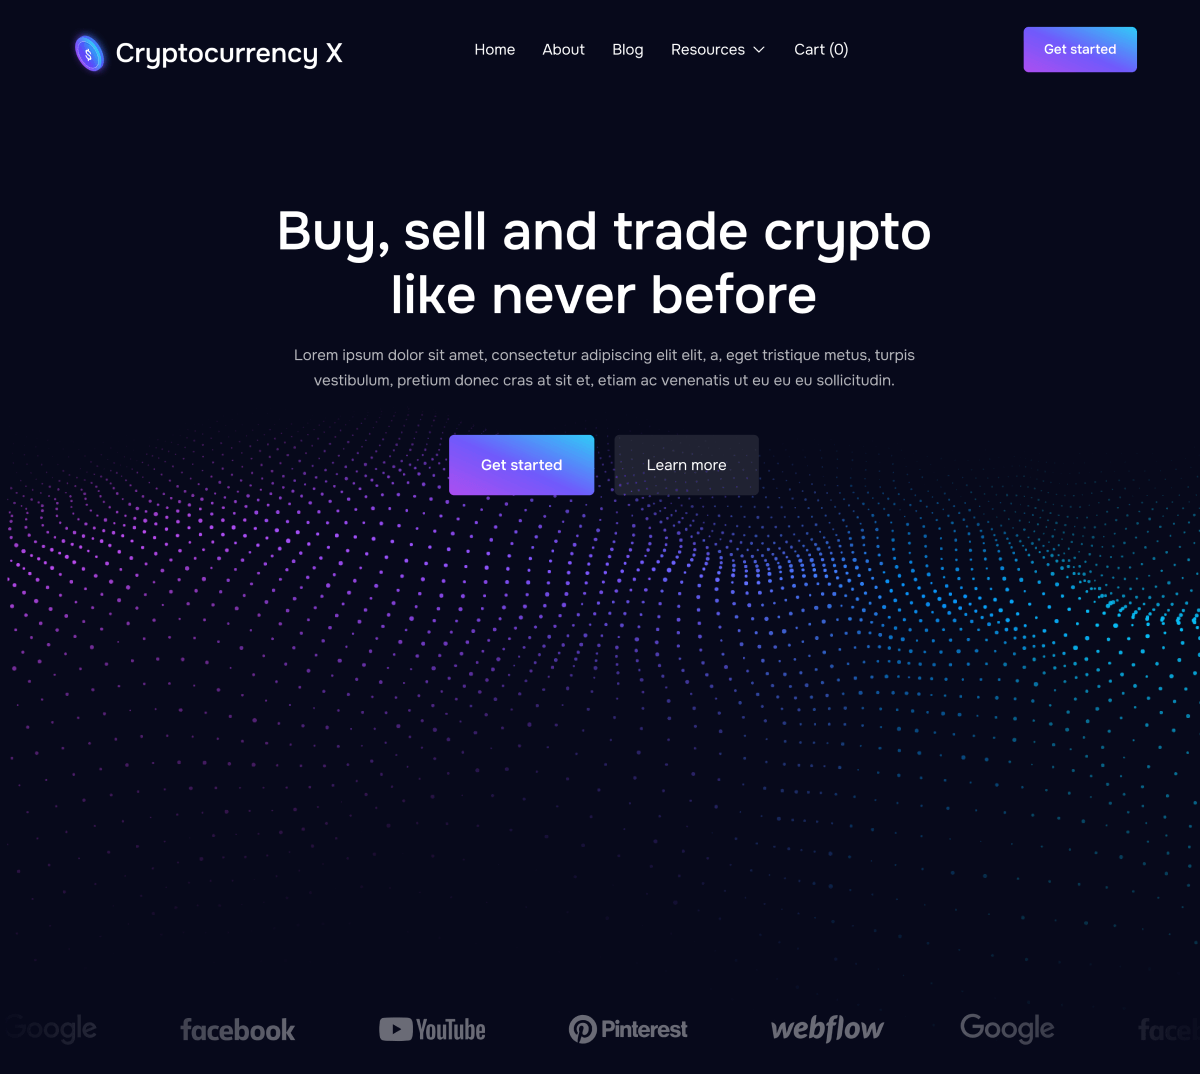 $
Cryptocurrency X
Home About Blog Resources Cart (0)
Get started
Buy, sell and trade crypto
like never before
Lorem ipsum dolor sit amet, consectetur adipiscing elit elit, a, eget tristique metus, turpis
vestibulum, pretium donec cras at sit et, etiam ac venenatis ut eu eu eu sollicitudin.
Get started Learn more
Google facebook YouTube Pinterest webflow Google face